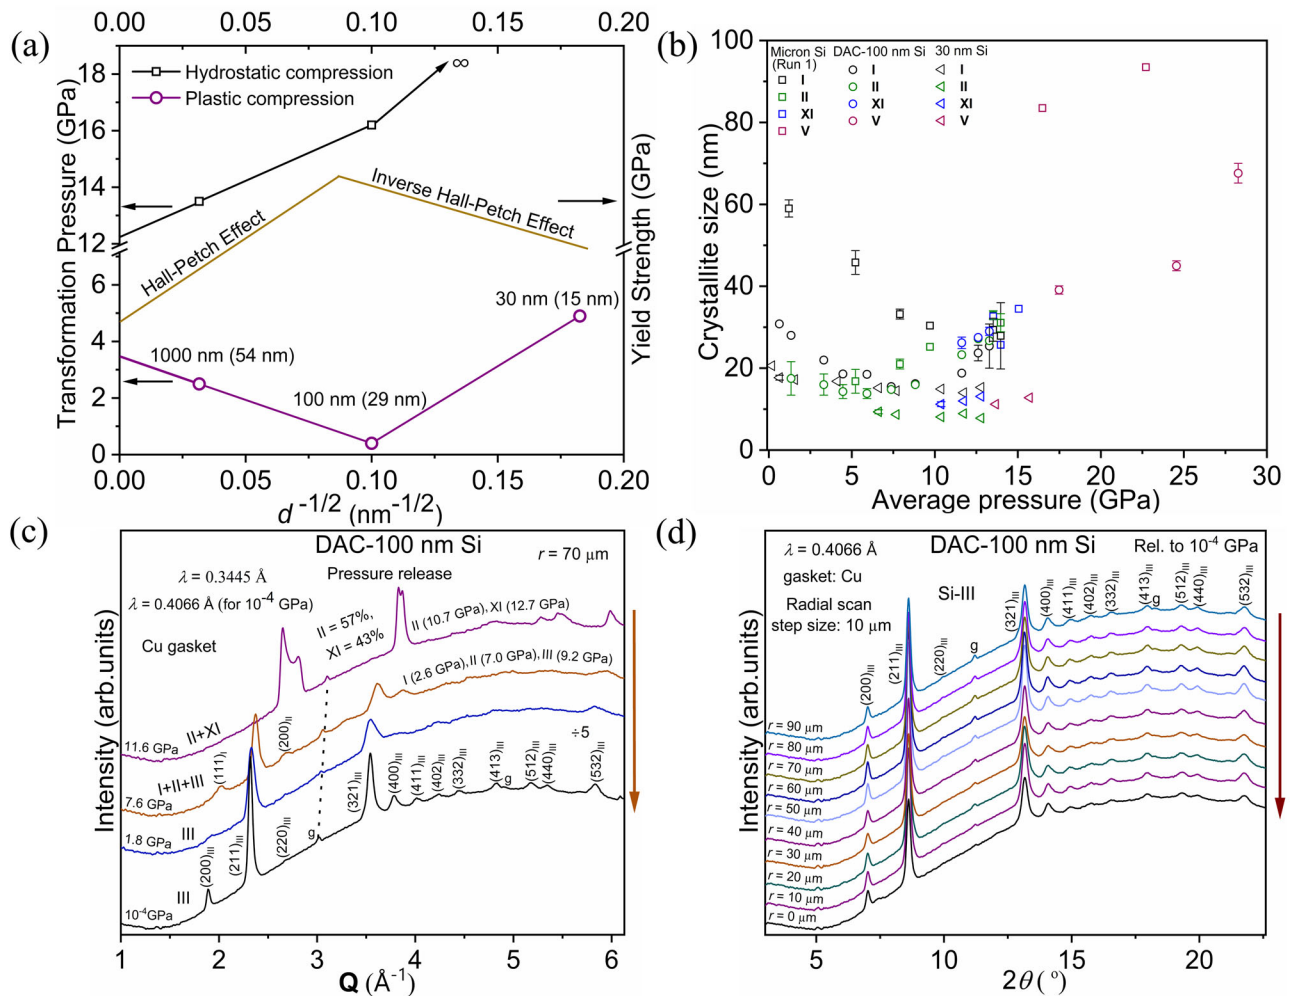 (a)
0.00 0.05 0.10 0.15 0.20
Hydrostatic compression
Plastic compression
∞
Transformation Pressure (GPa)
18
16
14
12
6
4
2
0
Hall-Petch Effect
Inverse Hall-Petch Effect
Yield Strength (GPa)
30 nm (15 nm)
1000 nm (54 nm)
100 nm (29 nm)
0.00 0.05 0.10 0.15 0.20
d -1/2 (nm-1/2)
(b)
Crystallite size (nm)
100
80
60
40
20
0
Micron Si DAC-100 nm Si 30 nm Si
(Run 1)
I I I
II II II
XI XI XI
V V V
0 5 10 15 20 25 30
Average pressure (GPa)
(c)
DAC-100 nm Si
r = 70 μm
λ = 0.3445 Å
Pressure release
λ = 0.4066 Å (for 10-4 GPa)
Cu gasket
II = 57%,
XI = 43%
II (10.7 GPa), XI (12.7 GPa)
I (2.6 GPa), II (7.0 GPa), III (9.2 GPa)
÷5
II+XI
11.6 GPa
(111)I
(200)II
I+II+III
7.6 GPa
III
1.8 GPa
(200)III
(211)III
(220)III
g
(321)III
(400)III
(411)III
(402)III
(332)III
(413)III
g
(512)III
(440)III
(532)III
III
10-4GPa
Intensity (arb.units)
1 2 3 4 5 6
Q (Å-1)
(d)
λ = 0.4066 Å
DAC-100 nm Si
Rel. to 10-4 GPa
gasket: Cu
Radial scan
step size: 10 μm
Si-III
(200)III
(211)III
(220)III
g
(321)III
(400)III
(411)III
(402)III
(332)III
(413)III
g
(512)III
(440)III
(532)III
r = 90 μm
r = 80 μm
r = 70 μm
r = 60 μm
r = 50 μm
r = 40 μm
r = 30 μm
r = 20 μm
r = 10 μm
r = 0 μm
Intensity (arb.units)
5 10 15 20
2θ (°)